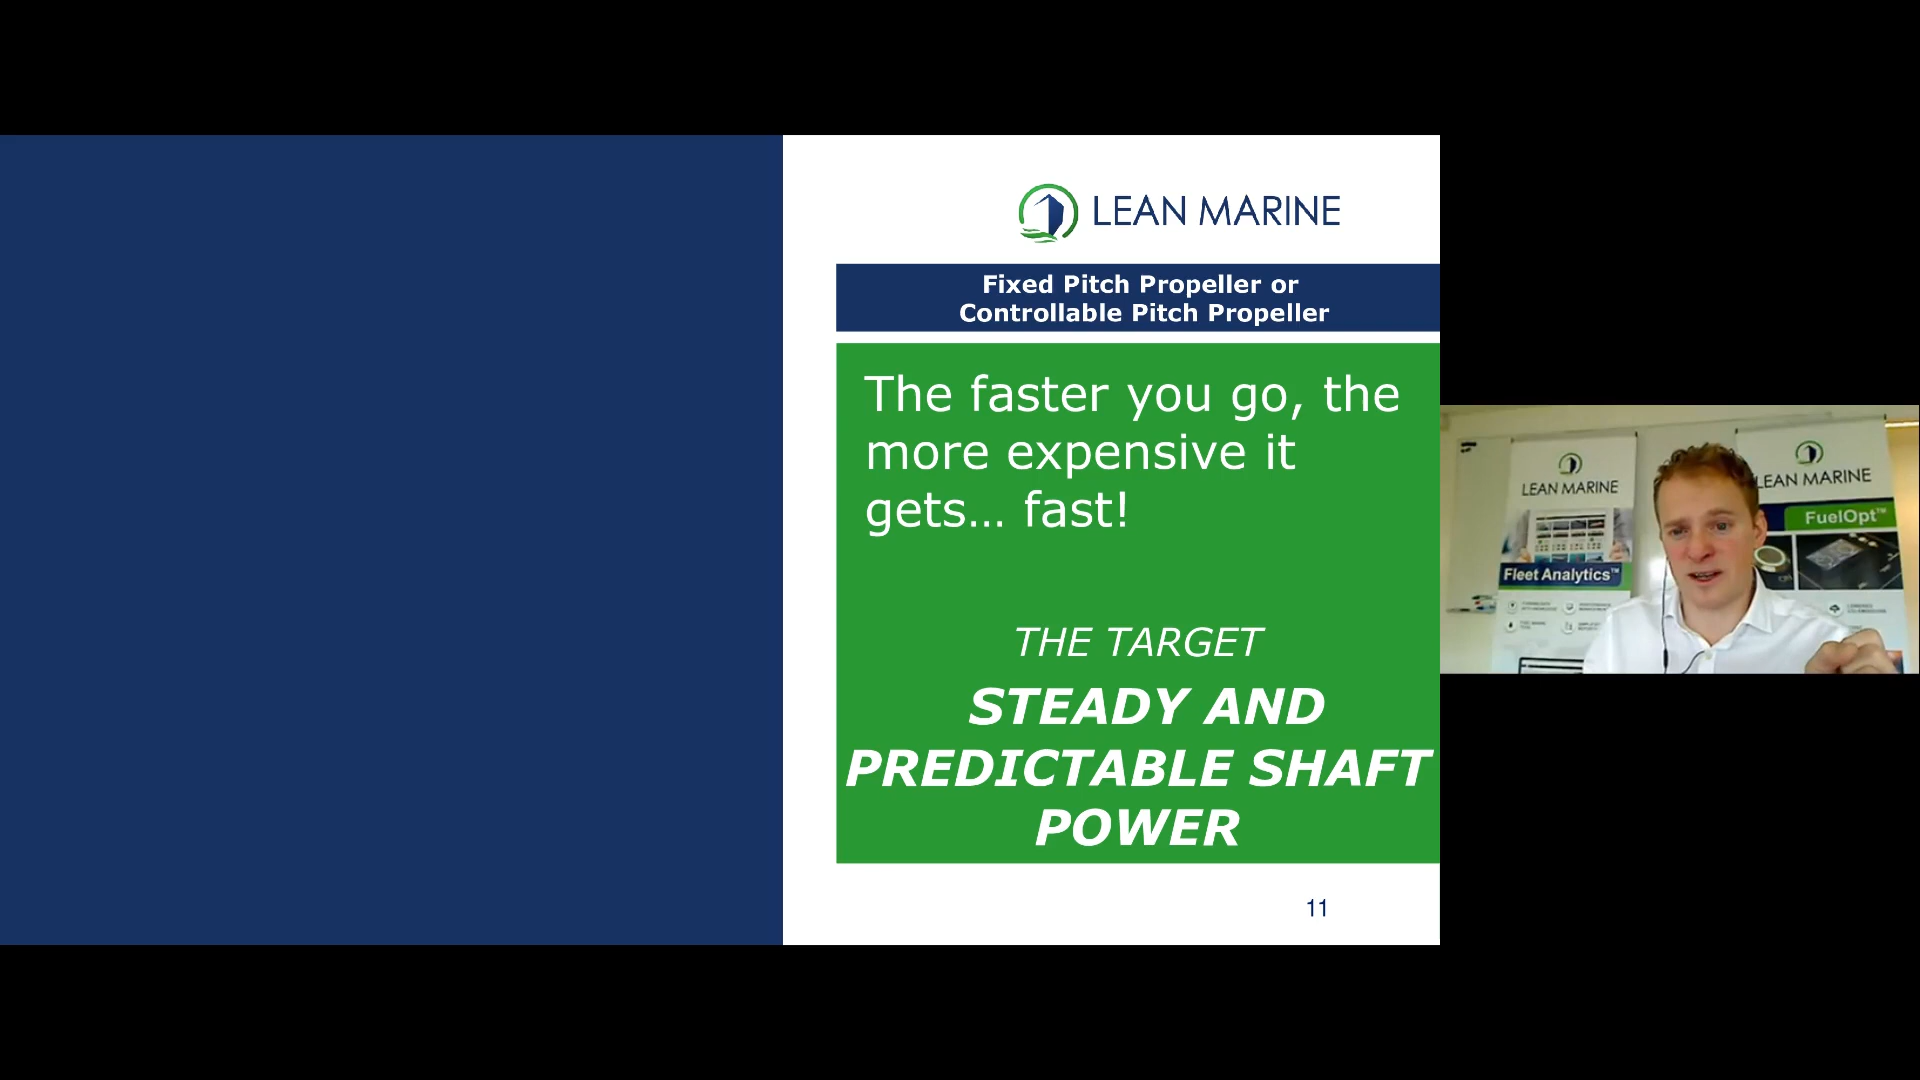 LEAN MARINE
Fixed Pitch Propeller or
Controllable Pitch Propeller
The faster you go, the
more expensive it
gets… fast!
THE TARGET
STEADY AND
PREDICTABLE SHAFT
POWER
11
LEAN MARINE
Fleet Analytics™
LEAN MARINE
FuelOpt™